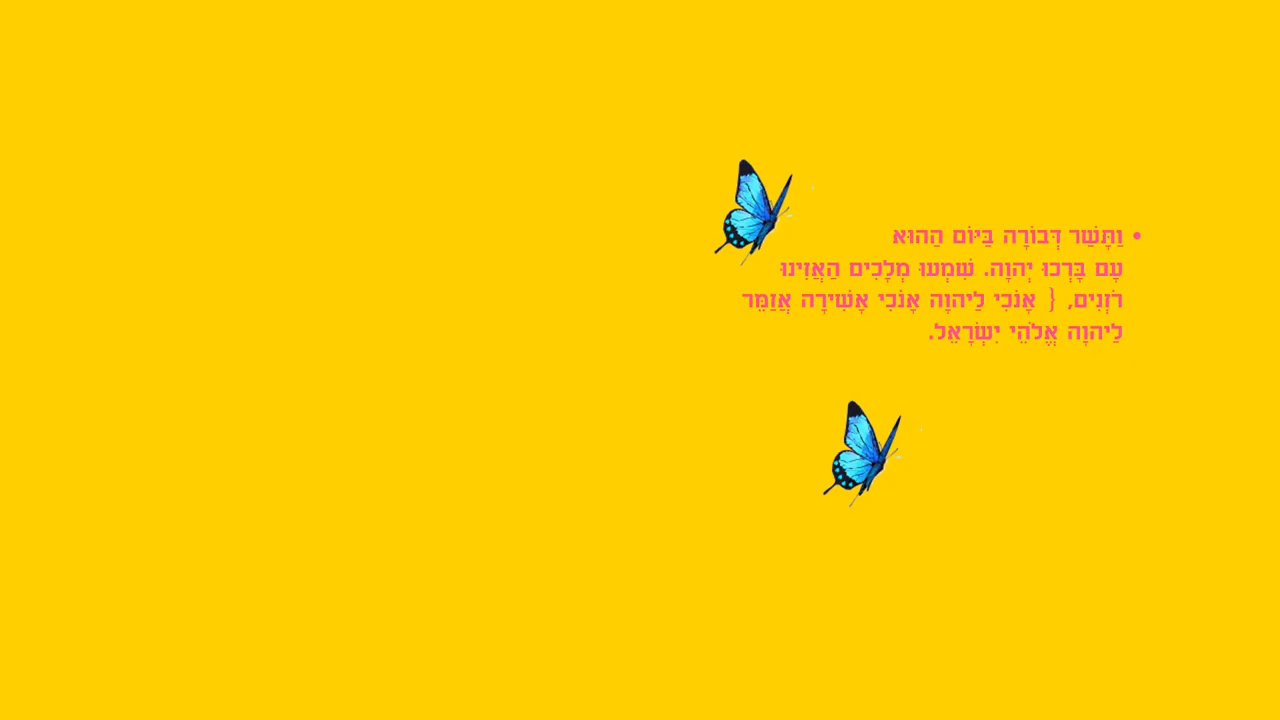 • וַתָּשַׁר דְּבוֹרָה בַּיּוֹם הַהוּא
עָם בָּרְכוּ יְהוָה. שִׁמְעוּ מְלָכִים הַאֲזִינוּ
רֹזְנִים, { אָנֹכִי לַיהוָה אָנֹכִי אָשִׁירָה אֲזַמֵּר
לַיהוָה אֱלֹהֵי יִשְׂרָאֵל.